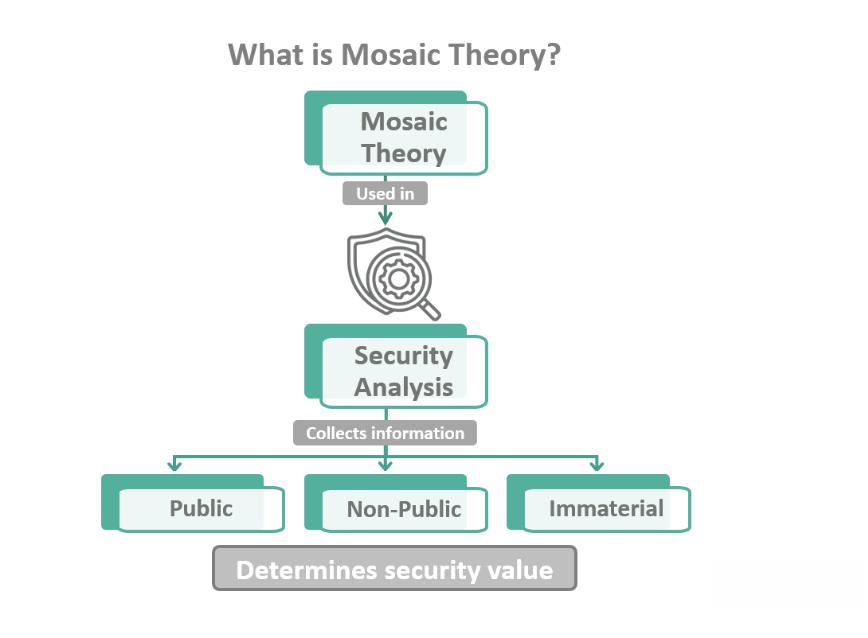 What is Mosaic Theory?
Mosaic
Theory
Used in
Security
Analysis
Collects information
Public
Non-Public
Immaterial
Determines security value